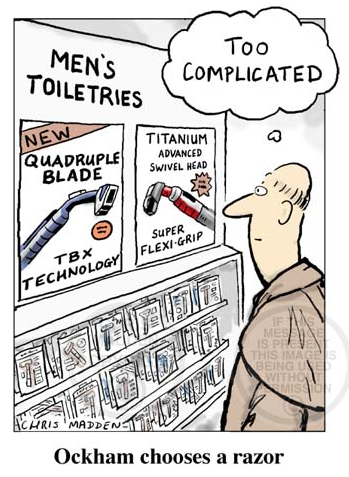 TOO
COMPLICATED
MEN'S
TOILETRIES
NEW
QUADRUPLE
BLADE
TBX
TECHNOLOGY
TITANIUM
ADVANCED
SWIVEL HEAD
SUPER
FLEXI-GRIP
IF THIS
MESSAGE
IS PRESENT
THIS IMAGE IS
BEING USED
WITHOUT
PERMISSION
CHRIS MADDEN
Ockham chooses a razor